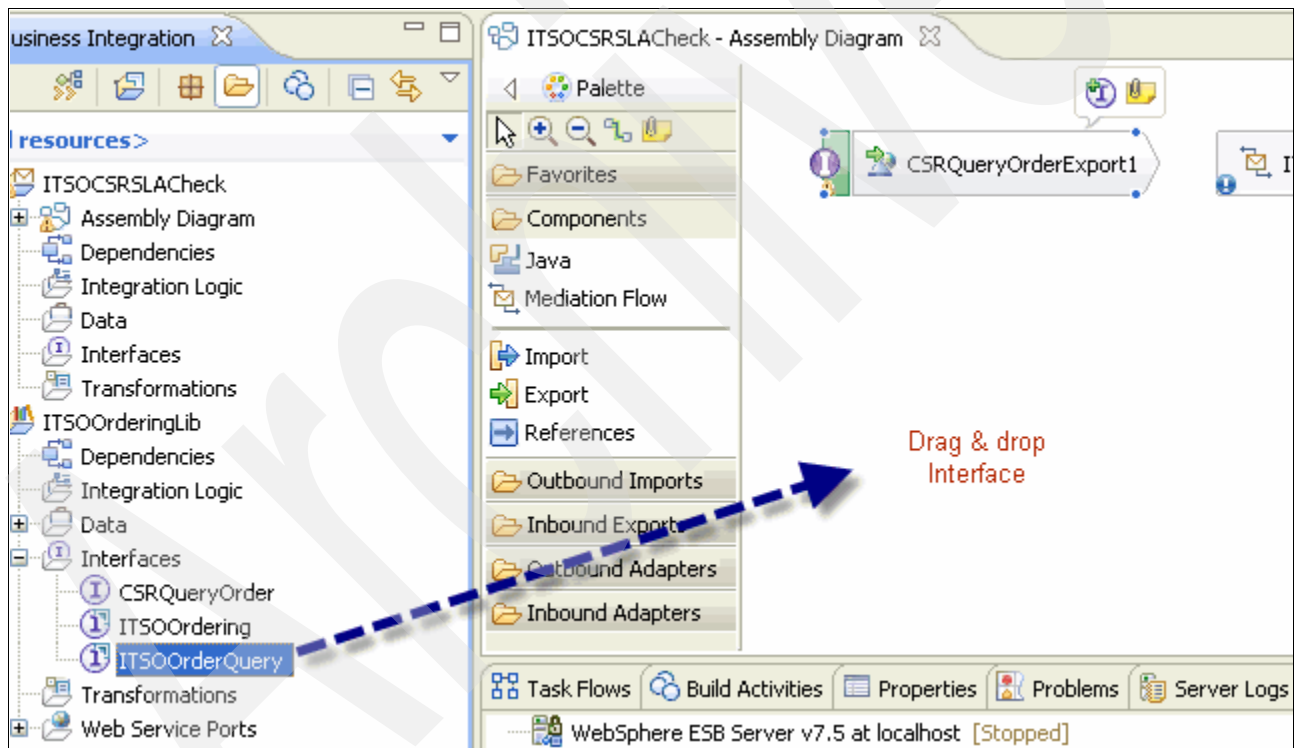 usiness Integration
resources>
ITSOCSRSLACheck
Assembly Diagram
Dependencies
Integration Logic
Data
Interfaces
Transformations
ITSOOrderingLib
Dependencies
Integration Logic
Data
Interfaces
CSRQueryOrder
ITSOOrdering
ITSOOrderQuery
Transformations
Web Service Ports
ITSOCSRSLACheck - Assembly Diagram
Palette
Favorites
Components
Java
Mediation Flow
Import
Export
References
Outbound Imports
Inbound Exports
Outbound Adapters
Inbound Adapters
CSRQueryOrderExport1
Drag & drop
Interface
Task Flows Build Activities Properties Problems Server Logs
WebSphere ESB Server v7.5 at localhost [Stopped]